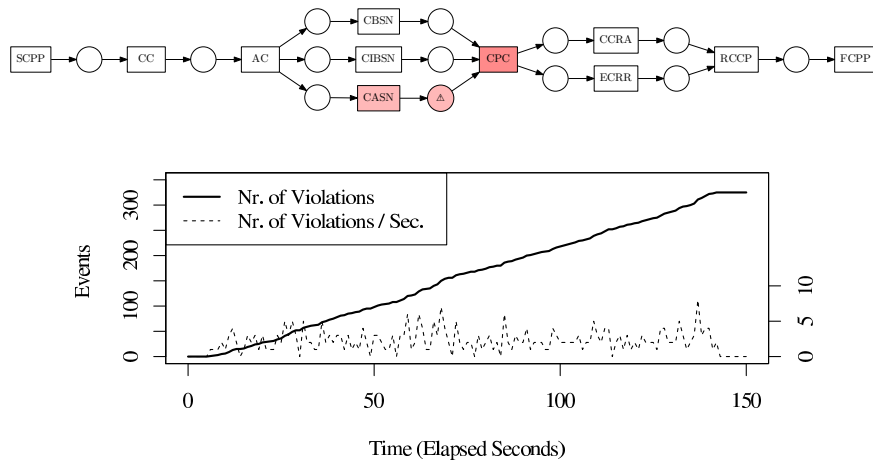 CBSN
CCRA
SCPP CC AC CIBSN CPC RCCP FCPP
ECRR
CASN ⚠
Nr. of Violations
Nr. of Violations / Sec.
Events
0 100 200 300
0 5 10
0 50 100 150
Time (Elapsed Seconds)